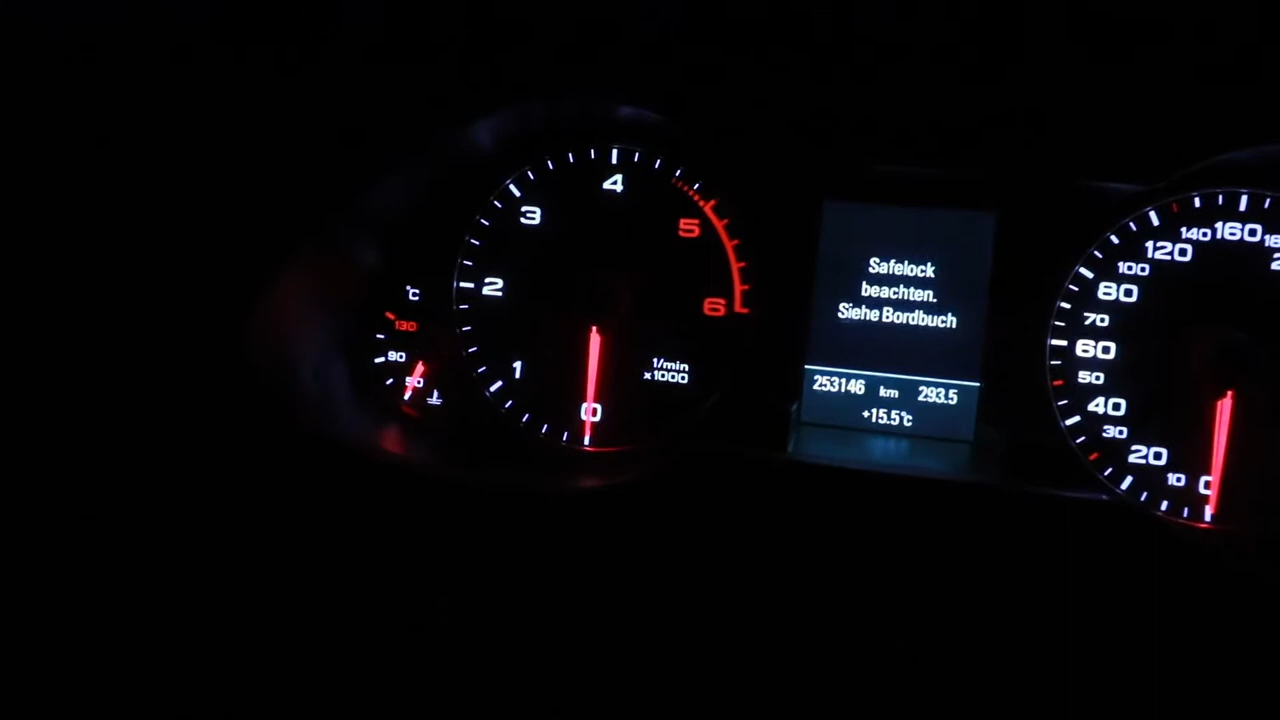 °C
130
90
50
1
2
3
4
5
6
0
1/min
x1000
Safelock
beachten.
Siehe Bordbuch
253146 km 293.5
+15.5°C
0
10
20
30
40
50
60
70
80
100
120
140
160